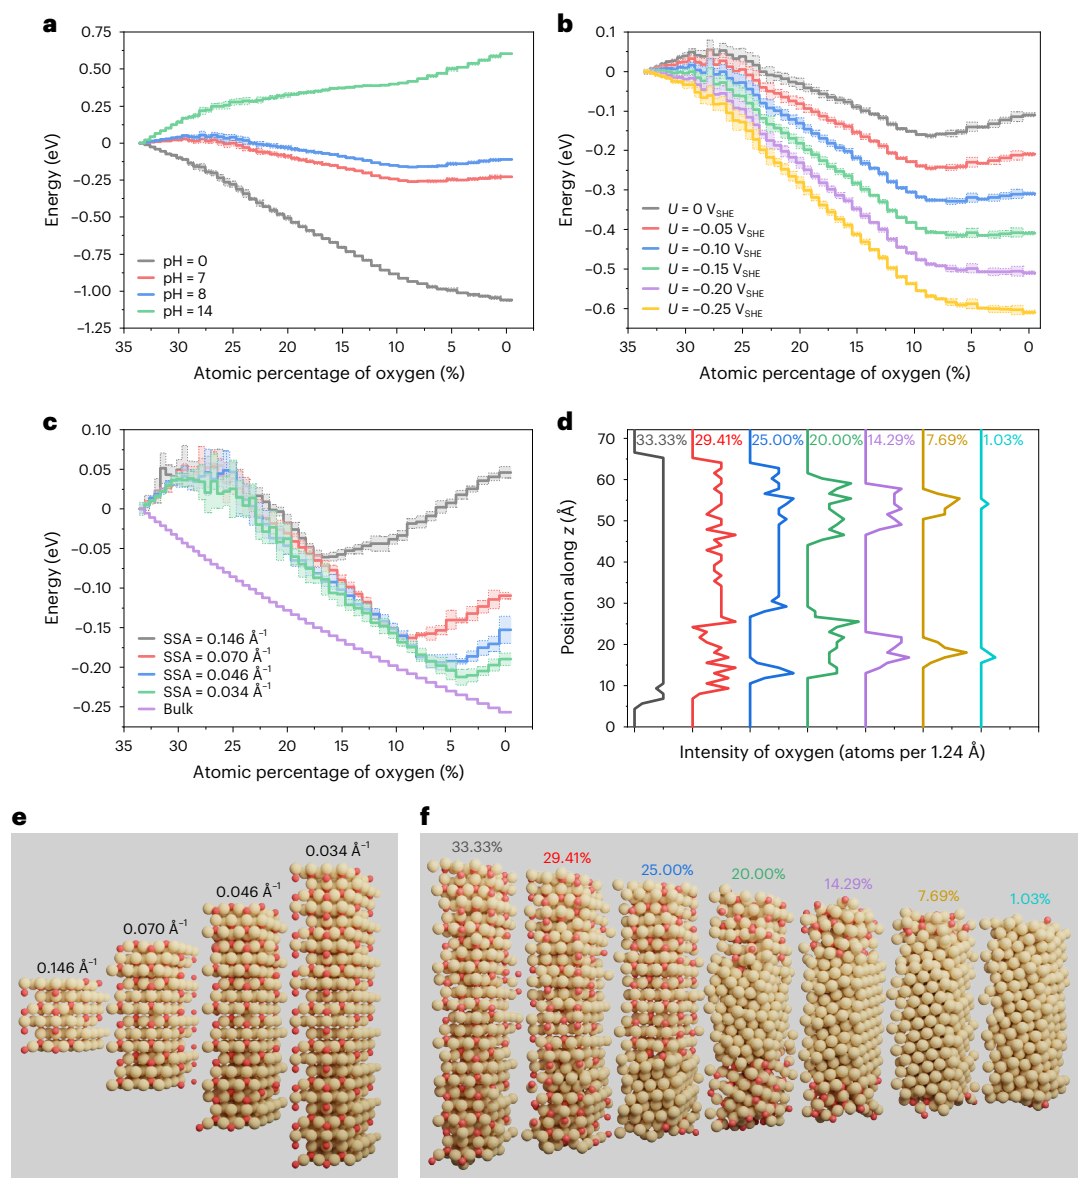 a
0.75
0.50
0.25
0
−0.25
−0.50
−0.75
−1.00
−1.25
Energy (eV)
pH = 0
pH = 7
pH = 8
pH = 14
35 30 25 20 15 10 5 0
Atomic percentage of oxygen (%)
b
0.1
0
−0.1
−0.2
−0.3
−0.4
−0.5
−0.6
Energy (eV)
U = 0 VSHE
U = −0.05 VSHE
U = −0.10 VSHE
U = −0.15 VSHE
U = −0.20 VSHE
U = −0.25 VSHE
35 30 25 20 15 10 5 0
Atomic percentage of oxygen (%)
c
0.10
0.05
0
−0.05
−0.10
−0.15
−0.20
−0.25
Energy (eV)
SSA = 0.146 Å⁻¹
SSA = 0.070 Å⁻¹
SSA = 0.046 Å⁻¹
SSA = 0.034 Å⁻¹
Bulk
35 30 25 20 15 10 5 0
Atomic percentage of oxygen (%)
d
33.33% 29.41% 25.00% 20.00% 14.29% 7.69% 1.03%
70
60
50
40
30
20
10
0
Position along z (Å)
Intensity of oxygen (atoms per 1.24 Å)
e
0.034 Å⁻¹
0.046 Å⁻¹
0.070 Å⁻¹
0.146 Å⁻¹
f
33.33%
29.41%
25.00%
20.00%
14.29%
7.69%
1.03%